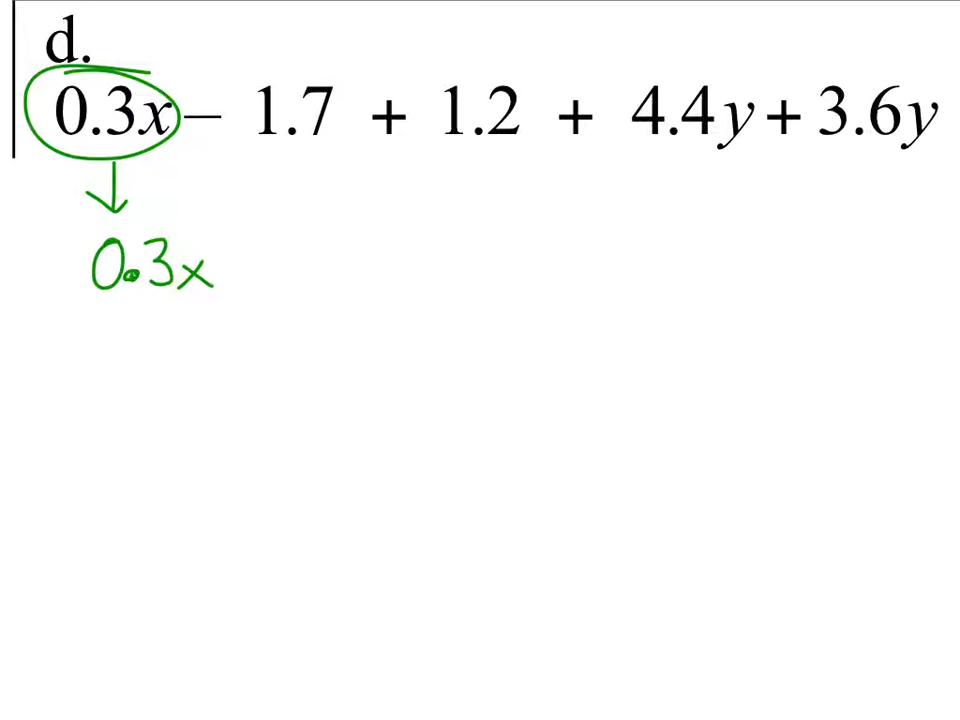 d.
0.3x – 1.7 + 1.2 + 4.4y + 3.6y
0.3x